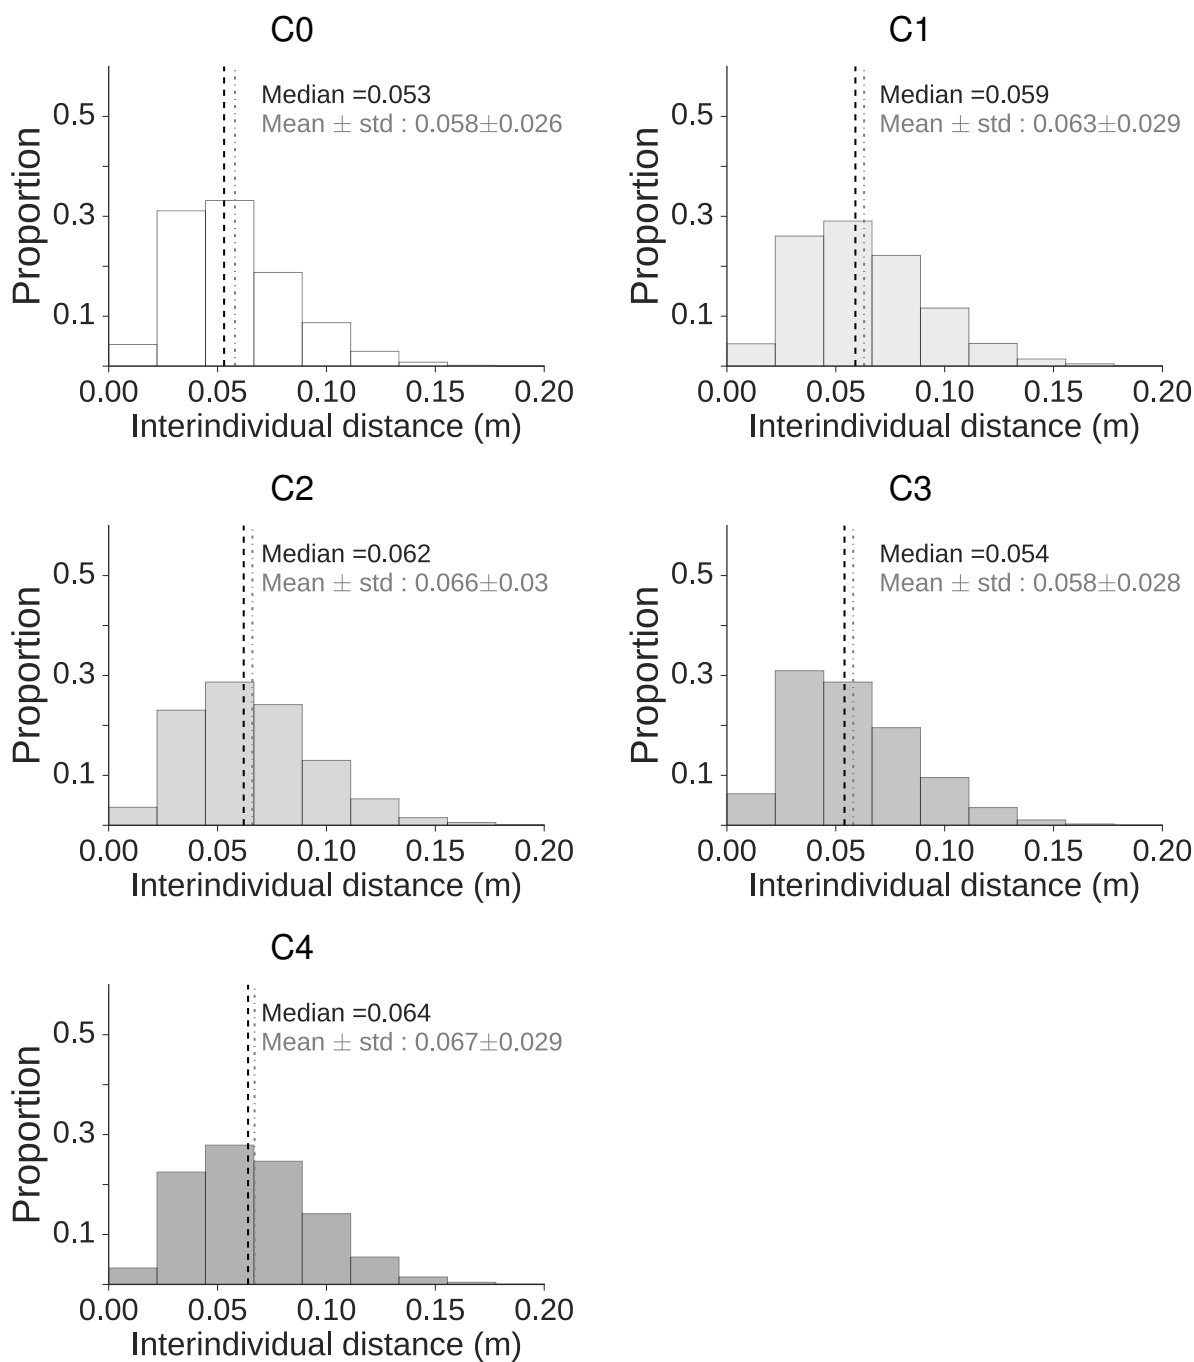 C0
Median =0.053
Mean ± std : 0.058±0.026
Proportion
0.5
0.3
0.1
0.00 0.05 0.10 0.15 0.20
Interindividual distance (m)
C1
Median =0.059
Mean ± std : 0.063±0.029
Proportion
0.5
0.3
0.1
0.00 0.05 0.10 0.15 0.20
Interindividual distance (m)
C2
Median =0.062
Mean ± std : 0.066±0.03
Proportion
0.5
0.3
0.1
0.00 0.05 0.10 0.15 0.20
Interindividual distance (m)
C3
Median =0.054
Mean ± std : 0.058±0.028
Proportion
0.5
0.3
0.1
0.00 0.05 0.10 0.15 0.20
Interindividual distance (m)
C4
Median =0.064
Mean ± std : 0.067±0.029
Proportion
0.5
0.3
0.1
0.00 0.05 0.10 0.15 0.20
Interindividual distance (m)